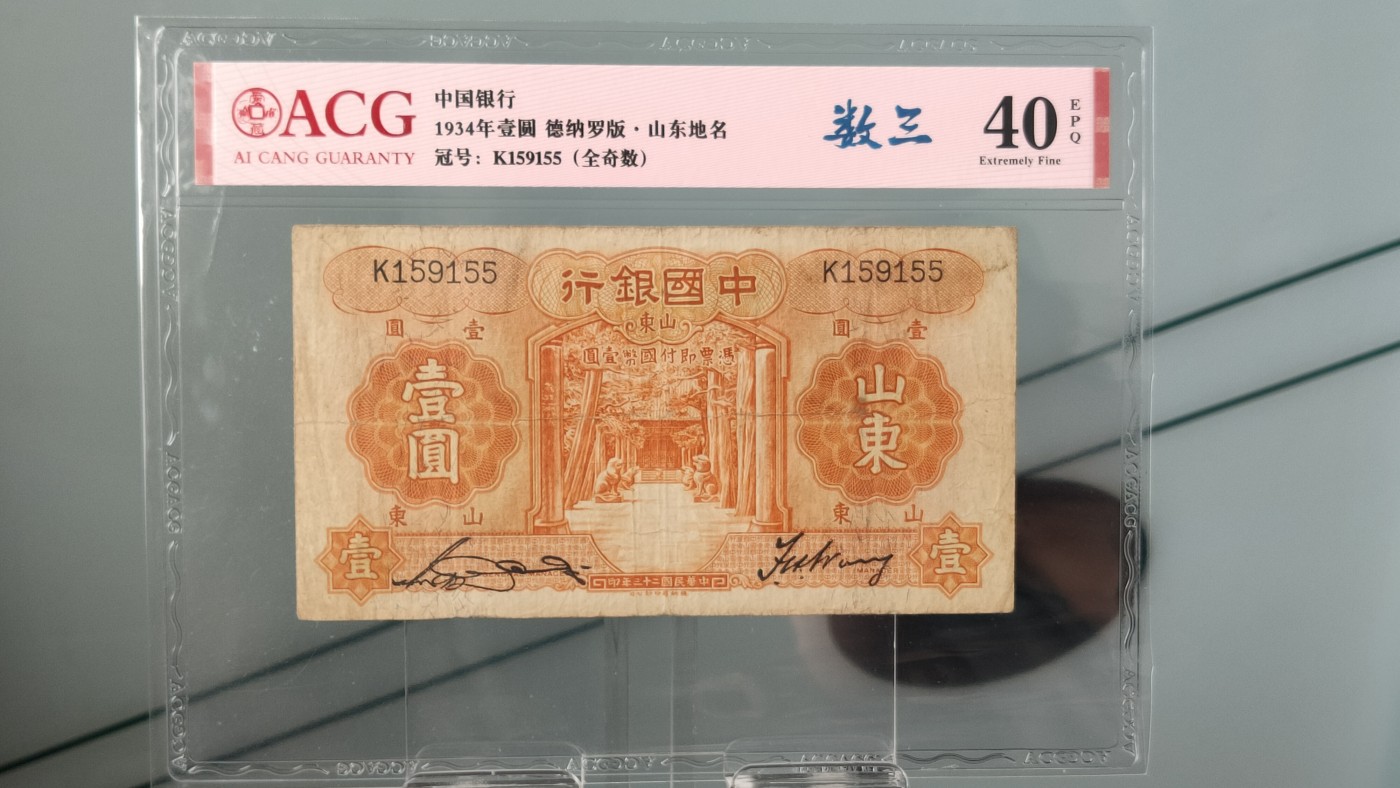 ACG
AI CANG GUARANTY
中国银行
1934年壹圆 德纳罗版·山东地名
冠号：K159155（全奇数）
数三
40
EPQ
Extremely Fine
K159155
K159155
行銀國中
東山
圓壹
圓壹
圓壹幣國付即票憑
壹圓
山東
東山
東山
壹
壹
印年三十二國民華中